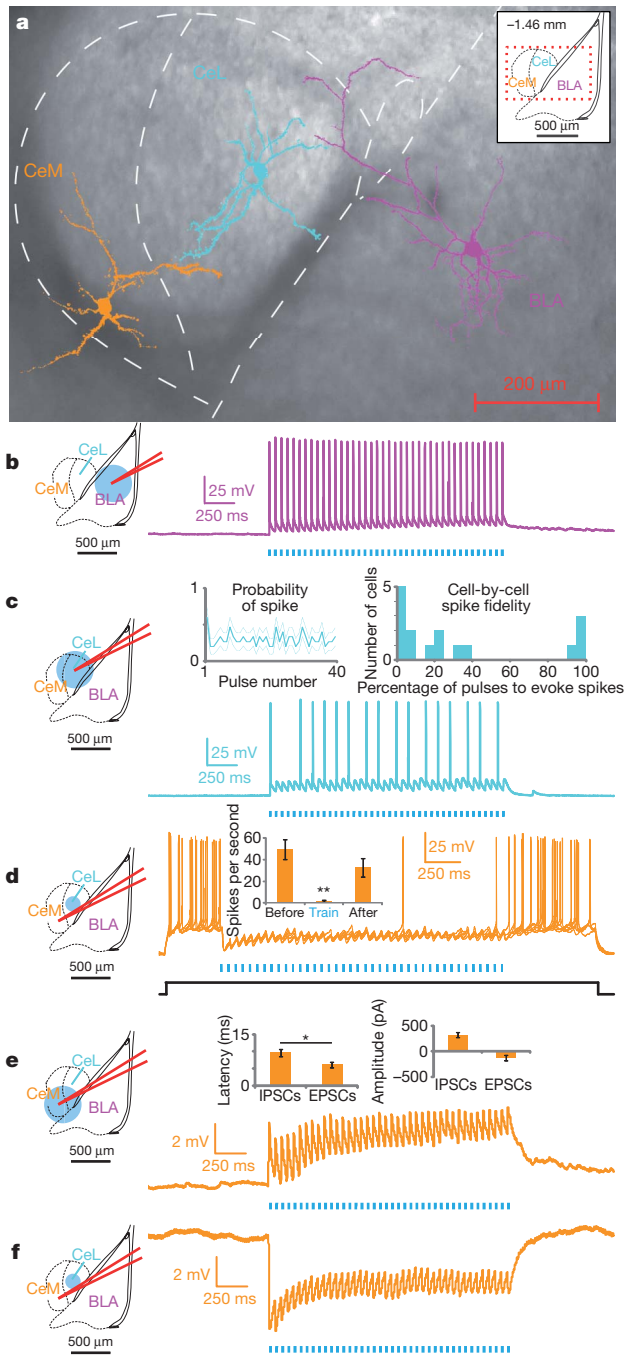 a
−1.46 mm
CeL
CeM
BLA
500 μm
CeL
CeM
BLA
200 μm
b
CeL
CeM
BLA
500 μm
25 mV
250 ms
c
CeL
CeM
BLA
500 μm
Probability
of spike
1
0
1
40
Pulse number
Cell-by-cell
spike fidelity
Number of cells
5
0
0
20
40
60
80
100
Percentage of pulses to evoke spikes
25 mV
250 ms
d
CeL
CeM
BLA
500 μm
Spikes per second
60
40
20
0
**
Before Train After
25 mV
250 ms
e
CeL
CeM
BLA
500 μm
Latency (ms)
15
0
*
IPSCs EPSCs
Amplitude (pA)
500
0
−500
IPSCs EPSCs
2 mV
250 ms
f
CeL
CeM
BLA
500 μm
2 mV
250 ms